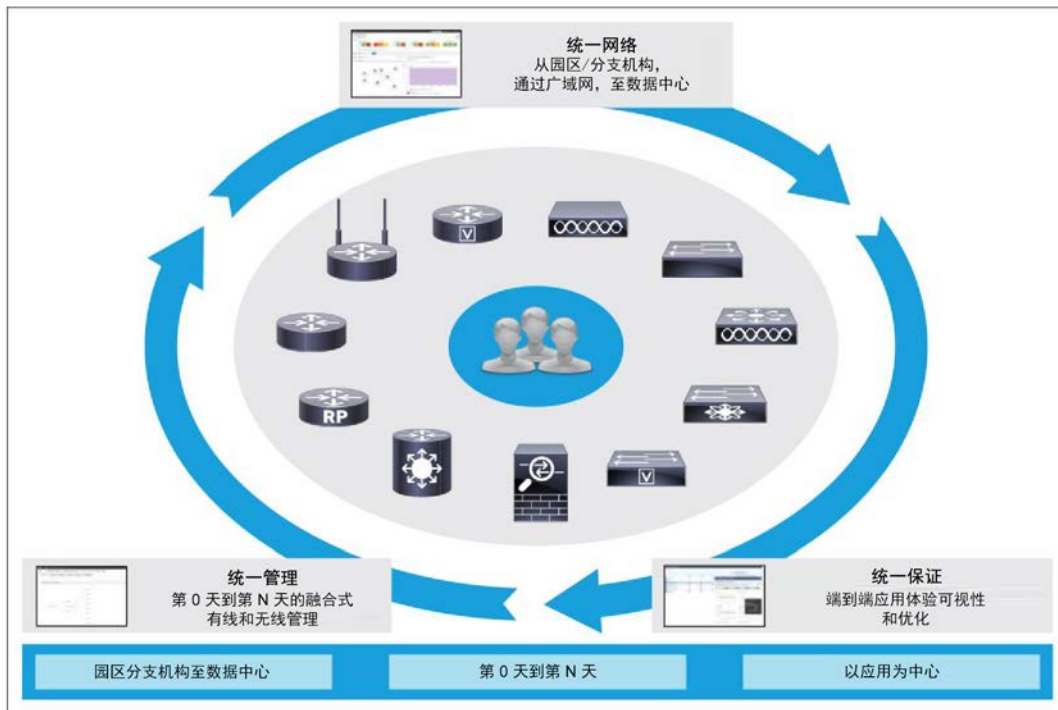 统一网络
从园区/分支机构，
通过广域网，至数据中心
V
RP
V
统一管理
第 0 天到第 N 天的融合式
有线和无线管理
统一保证
端到端应用体验可视性
和优化
园区分支机构至数据中心
第 0 天到第 N 天
以应用为中心